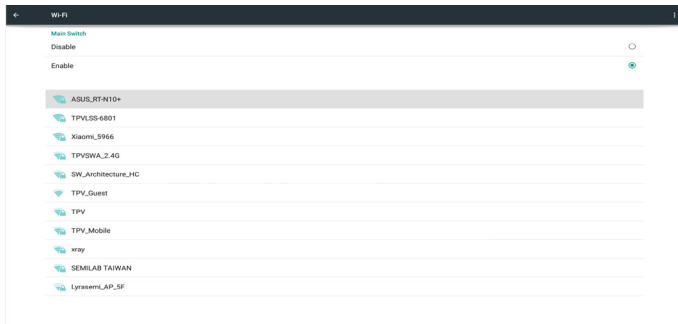 Wi-Fi
Main Switch
Disable
Enable
ASUS_RT-N10+
TPVLSS-6801
Xiaomi_5966
TPVSWA_2.4G
SW_Architecture_HC
TPV_Guest
TPV
TPV_Mobile
xray
SEMILAB TAIWAN
Lyrasemi_AP_5F